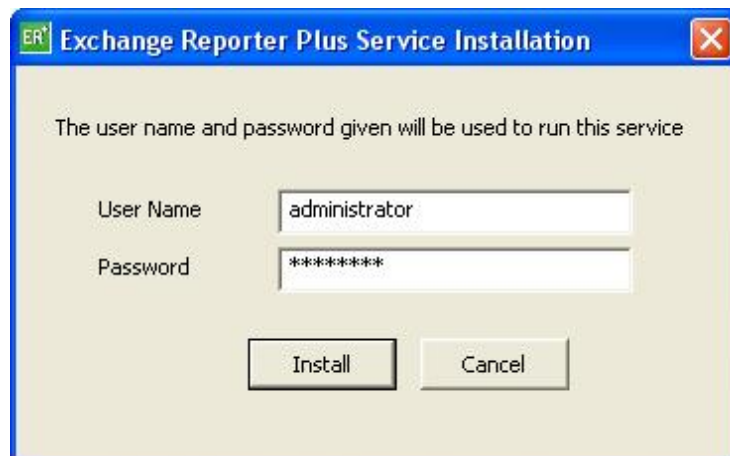 ER+ Exchange Reporter Plus Service Installation
The user name and password given will be used to run this service
User Name administrator
Password ********
Install Cancel